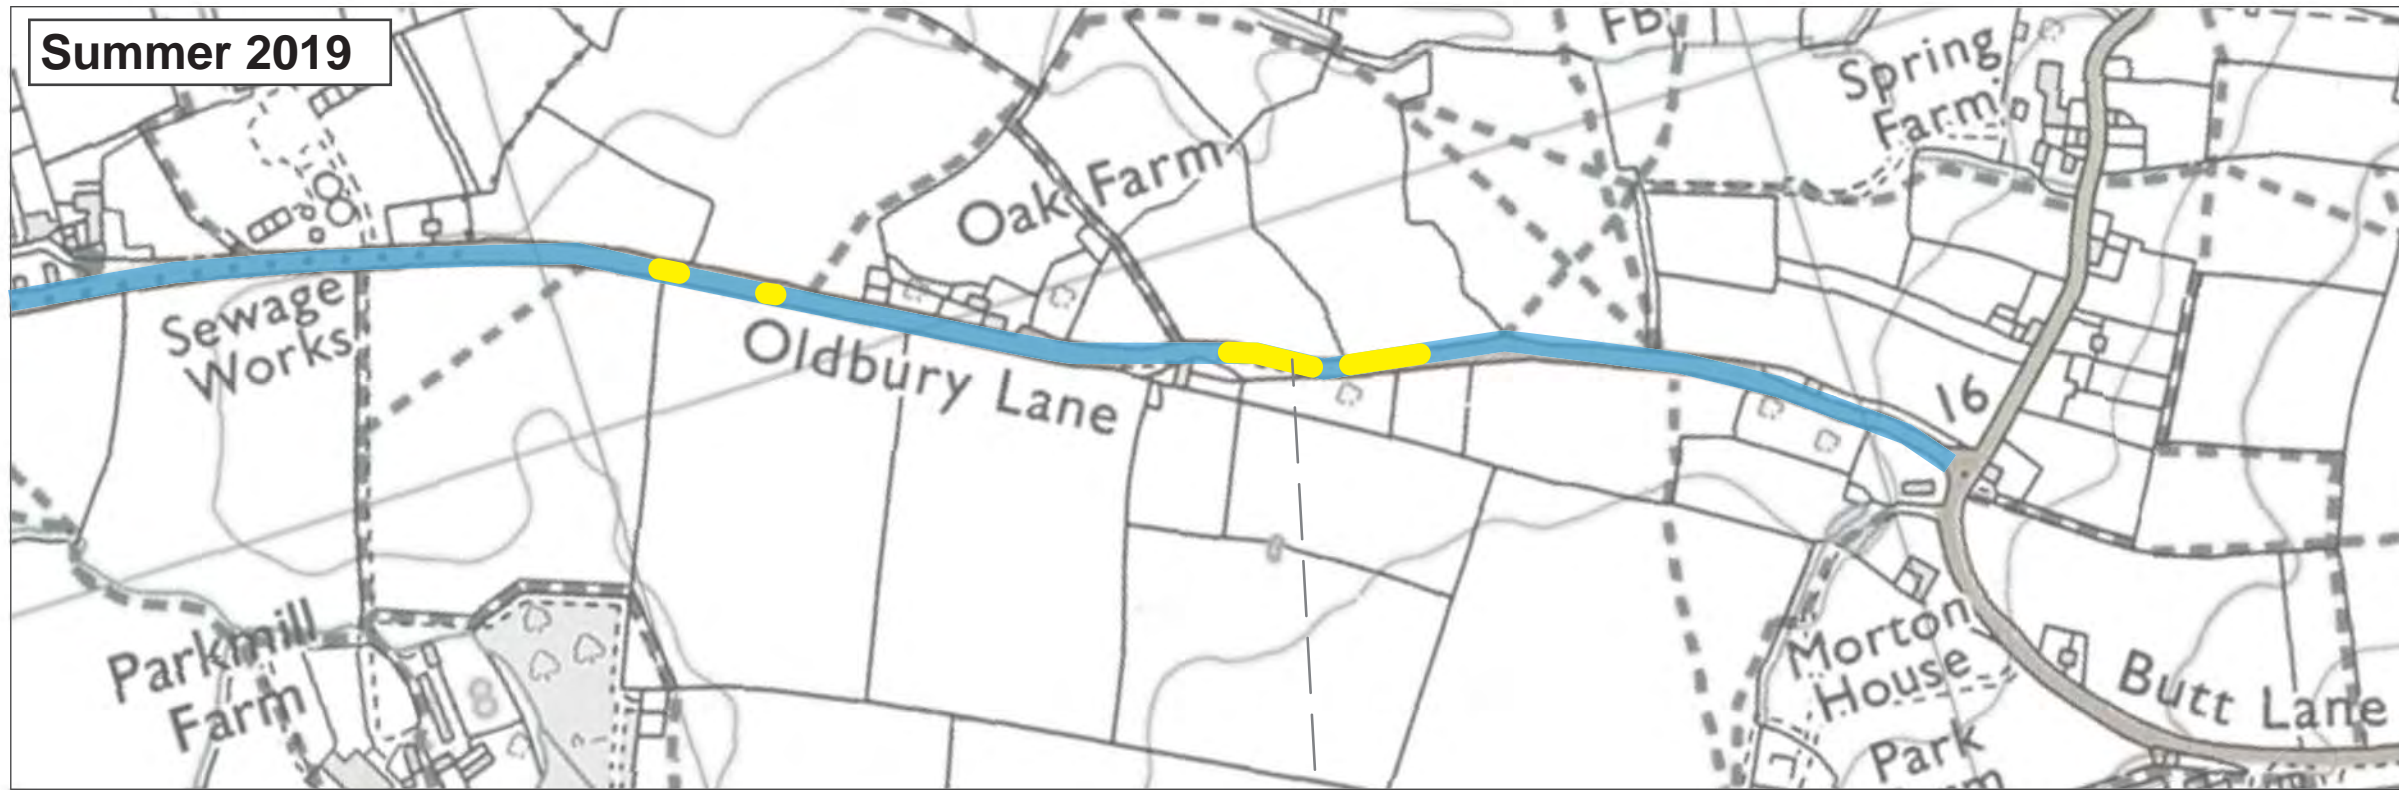 Summer 2019
FB
Spring
Farm
Oak Farm
Sewage
Works
Oldbury Lane
16
Parkmill
Farm
8
Morton
House
Butt Lane
Park